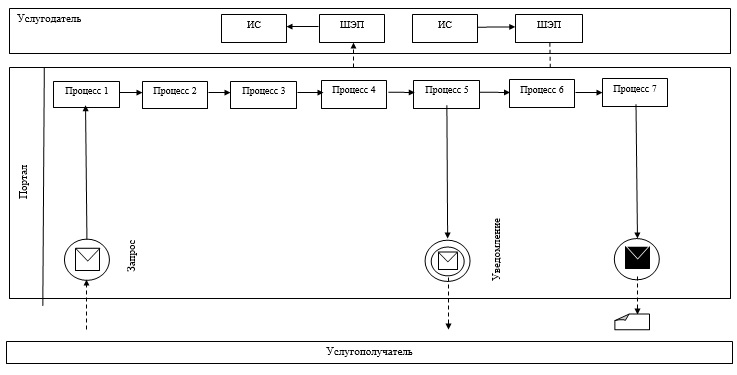 Услугодатель
ИС
ШЭП
ИС
ШЭП
Процесс 1
Процесс 2
Процесс 3
Процесс 4
Процесс 5
Процесс 6
Процесс 7
Портал
Запрос
Уведомление
Услугополучатель